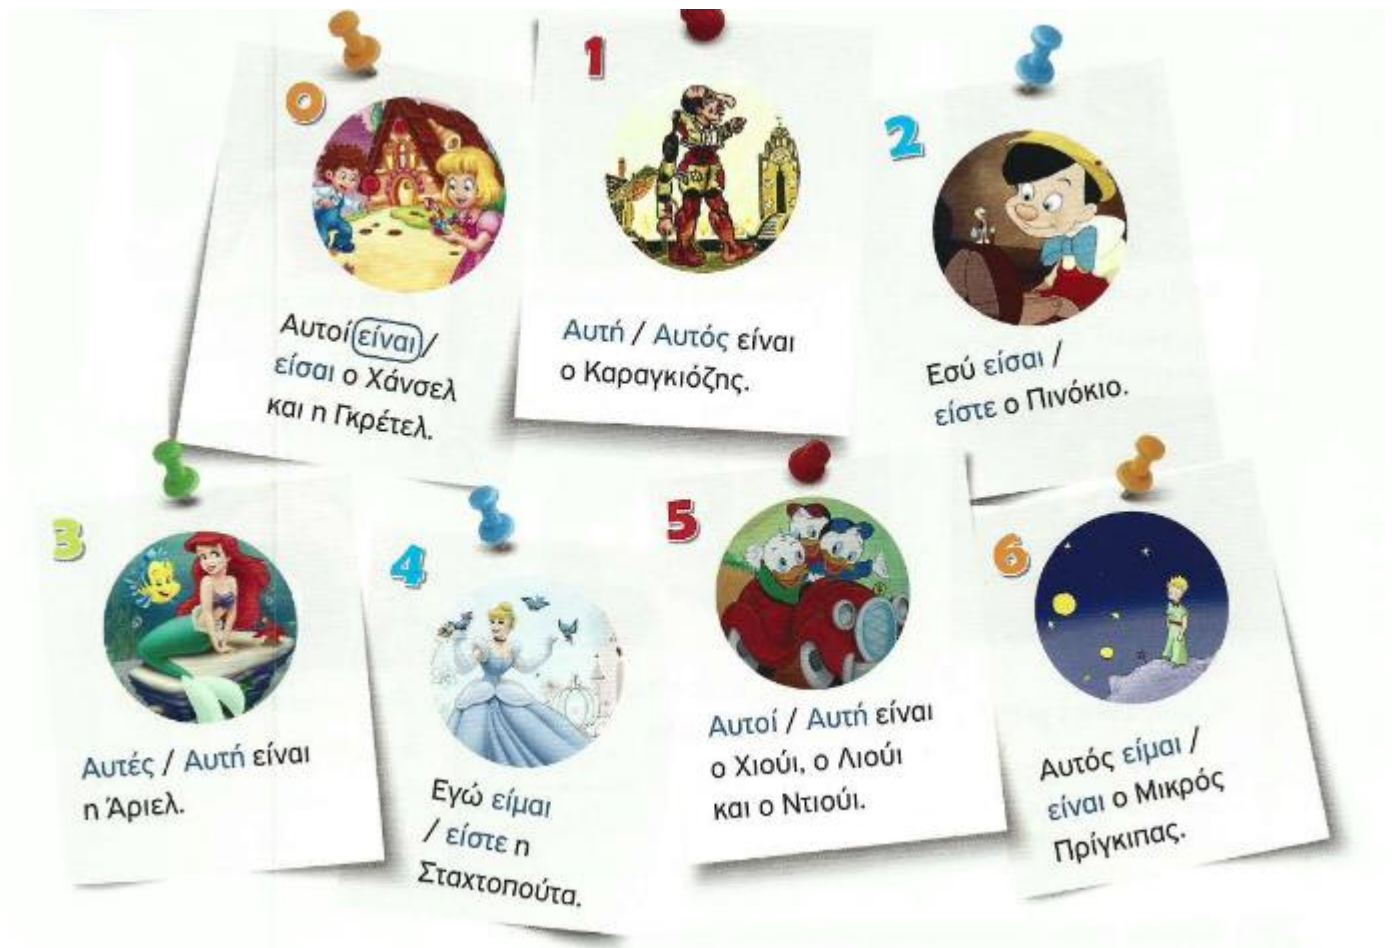 0
Αυτοί είναι /
είσαι ο Χάνσελ
και η Γκρέτελ.
1
Αυτή / Αυτός είναι
ο Καραγκιόζης.
2
Εσύ είσαι /
είστε ο Πινόκιο.
3
Αυτές / Αυτή είναι
η Άριελ.
4
Εγώ είμαι
/ είστε η
Σταχτοπούτα.
5
Αυτοί / Αυτή είναι
ο Χιούι, ο Λιούι
και ο Ντιούι.
6
Αυτός είμαι /
είναι ο Μικρός
Πρίγκιπας.